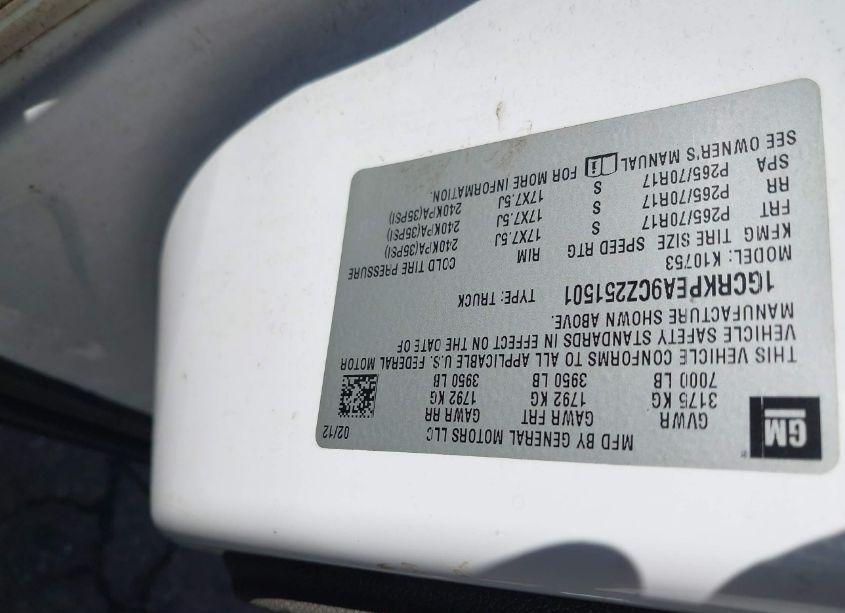 GM
MFD BY GENERAL MOTORS LLC 02/12
GVWR GAWR FRT GAWR RR
3175 KG 1792 KG 1792 KG
7000 LB 3950 LB 3950 LB
THIS VEHICLE CONFORMS TO ALL APPLICABLE U.S. FEDERAL MOTOR
VEHICLE SAFETY STANDARDS IN EFFECT ON THE DATE OF
MANUFACTURE SHOWN ABOVE.
1GCRKPEA9CZ251501 TYPE: TRUCK
MODEL: K10753
KFMG TIRE SIZE SPEED RTG RIM COLD TIRE PRESSURE
FRT P265/70R17 S 17X7.5J 240KPA(35PSI)
RR P265/70R17 S 17X7.5J 240KPA(35PSI)
SPA P265/70R17 S 17X7.5J 240KPA(35PSI)
SEE OWNER'S MANUAL FOR MORE INFORMATION.